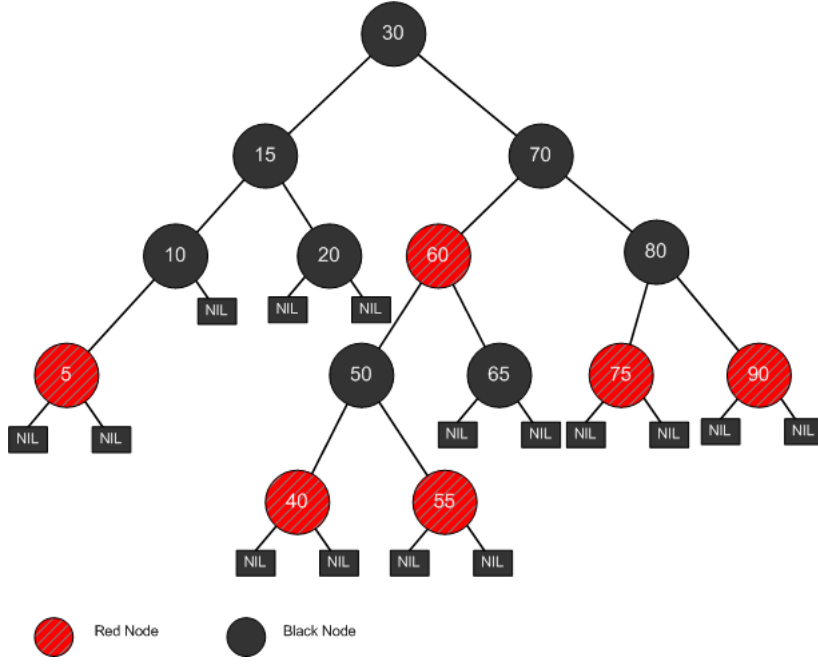 30
15
70
10
20
60
80
NIL
NIL
NIL
5
50
65
75
90
NIL
NIL
NIL
NIL
NIL
NIL
NIL
NIL
40
55
NIL
NIL
NIL
NIL
Red Node
Black Node